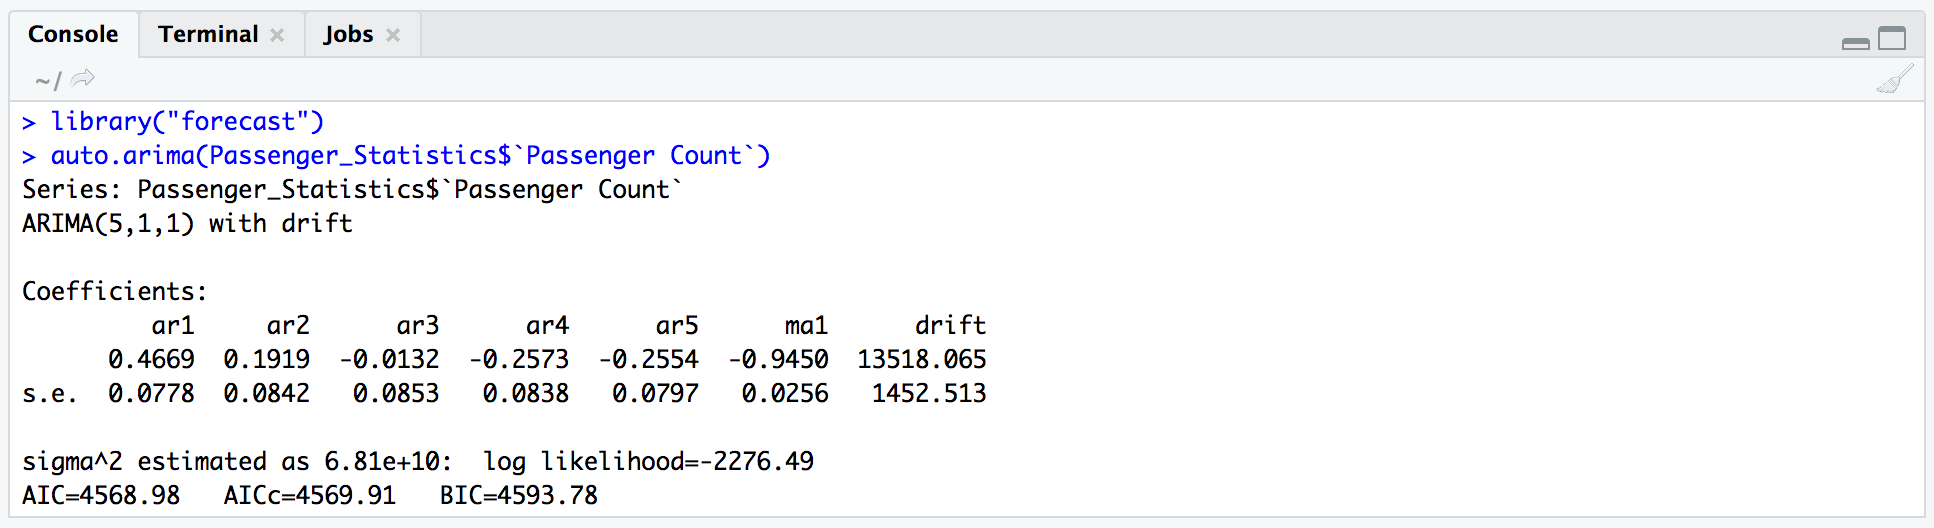 Console Terminal Jobs
~/
> library("forecast")
> auto.arima(Passenger_Statistics$`Passenger Count`)
Series: Passenger_Statistics$`Passenger Count`
ARIMA(5,1,1) with drift
Coefficients:
ar1 ar2 ar3 ar4 ar5 ma1 drift
0.4669 0.1919 -0.0132 -0.2573 -0.2554 -0.9450 13518.065
s.e. 0.0778 0.0842 0.0853 0.0838 0.0797 0.0256 1452.513
sigma^2 estimated as 6.81e+10: log likelihood=-2276.49
AIC=4568.98 AICc=4569.91 BIC=4593.78